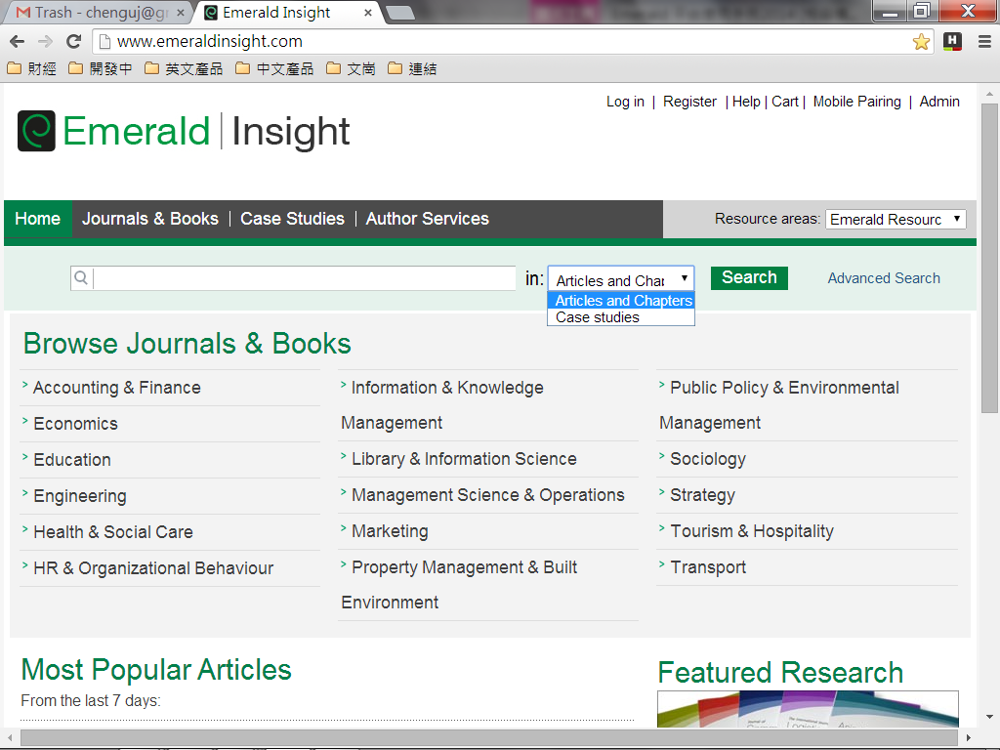 Trash - chenguj@gr
Emerald Insight
www.emeraldinsight.com
財經 開發中 英文產品 中文產品 文崗 連結
Log in | Register | Help | Cart | Mobile Pairing | Admin
Emerald Insight
Home Journals & Books Case Studies Author Services
Resource areas: Emerald Resourc
in: Articles and Chap Search Advanced Search
Articles and Chapters
Case studies
Browse Journals & Books
Accounting & Finance
Economics
Education
Engineering
Health & Social Care
HR & Organizational Behaviour
Information & Knowledge
Management
Library & Information Science
Management Science & Operations
Marketing
Property Management & Built
Environment
Public Policy & Environmental
Management
Sociology
Strategy
Tourism & Hospitality
Transport
Most Popular Articles
From the last 7 days:
Featured Research